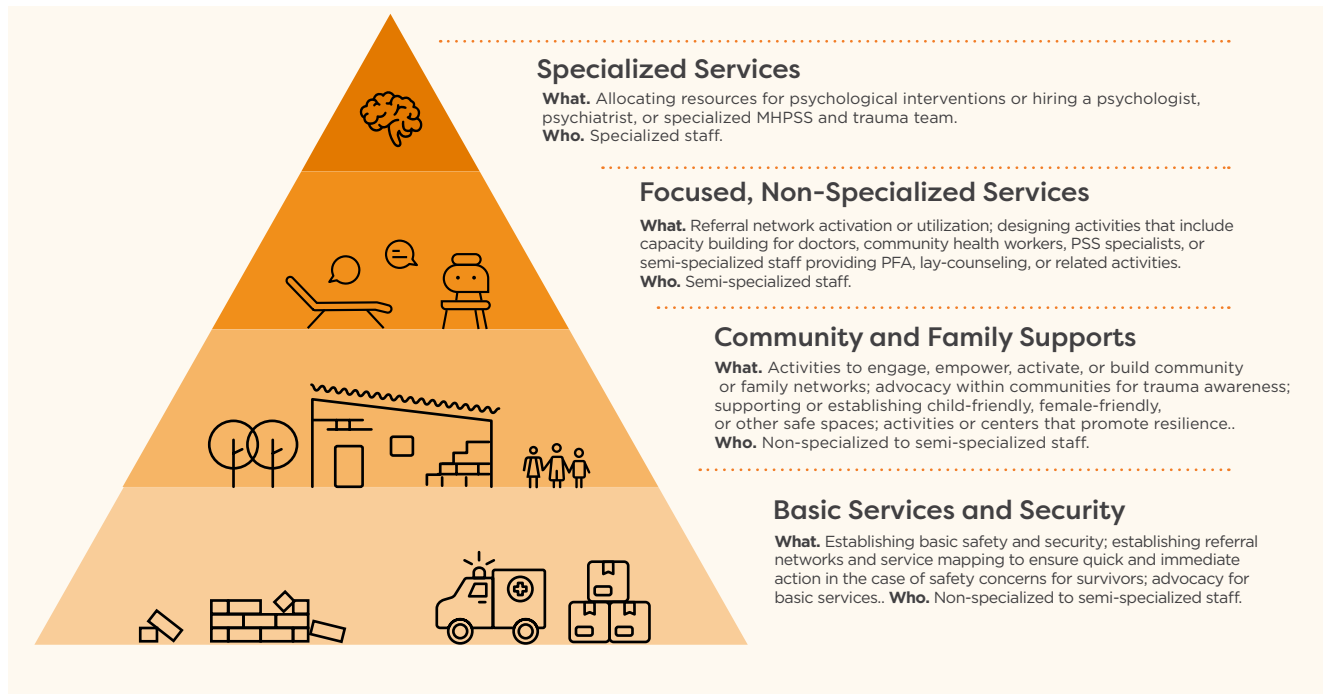 Specialized Services
What. Allocating resources for psychological interventions or hiring a psychologist,
psychiatrist, or specialized MHPSS and trauma team.
Who. Specialized staff.
Focused, Non-Specialized Services
What. Referral network activation or utilization; designing activities that include
capacity building for doctors, community health workers, PSS specialists, or
semi-specialized staff providing PFA, lay-counseling, or related activities.
Who. Semi-specialized staff.
Community and Family Supports
What. Activities to engage, empower, activate, or build community
or family networks; advocacy within communities for trauma awareness;
supporting or establishing child-friendly, female-friendly,
or other safe spaces; activities or centers that promote resilience..
Who. Non-specialized to semi-specialized staff.
Basic Services and Security
What. Establishing basic safety and security; establishing referral
networks and service mapping to ensure quick and immediate
action in the case of safety concerns for survivors; advocacy for
basic services.. Who. Non-specialized to semi-specialized staff.